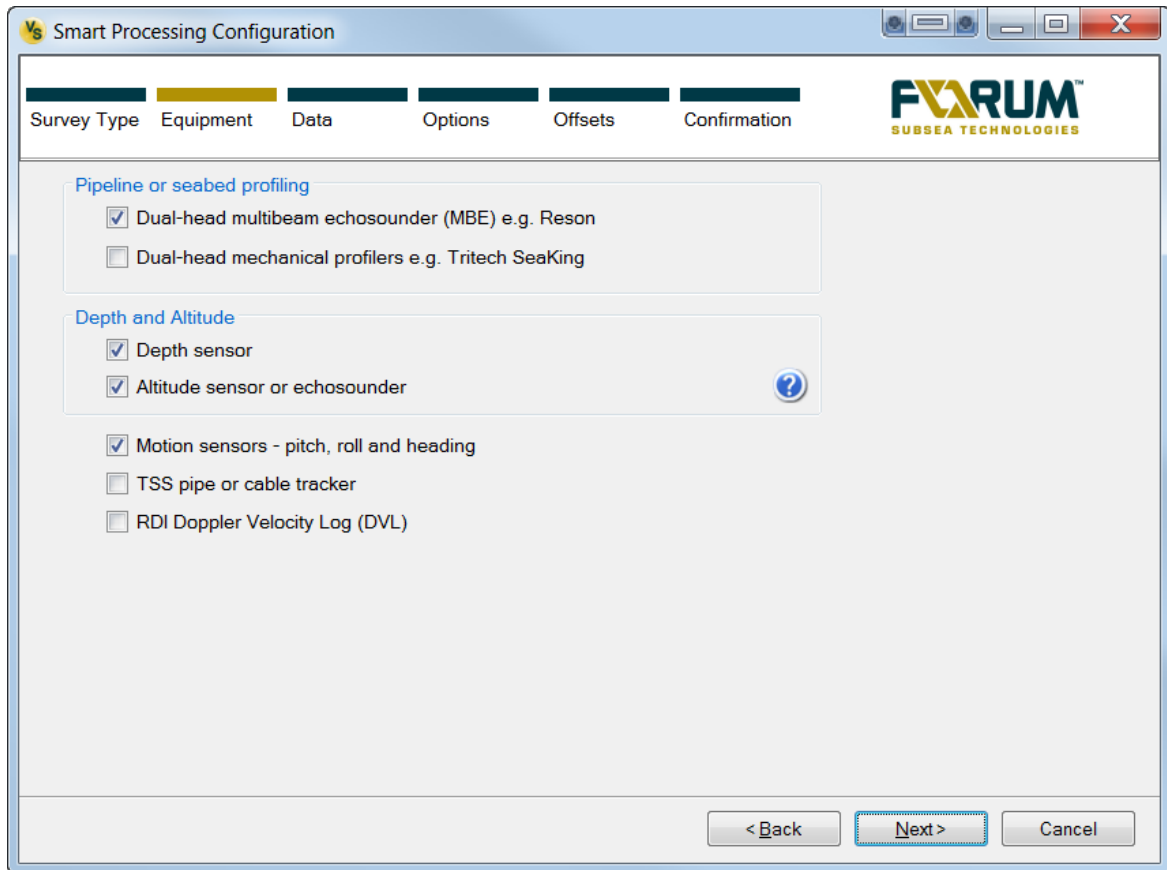 VS Smart Processing Configuration
Survey Type Equipment Data Options Offsets Confirmation
FORUM™
SUBSEA TECHNOLOGIES
Pipeline or seabed profiling
Dual-head multibeam echosounder (MBE) e.g. Reson
Dual-head mechanical profilers e.g. Tritech SeaKing
Depth and Altitude
Depth sensor
Altitude sensor or echosounder
?
Motion sensors - pitch, roll and heading
TSS pipe or cable tracker
RDI Doppler Velocity Log (DVL)
< Back Next > Cancel